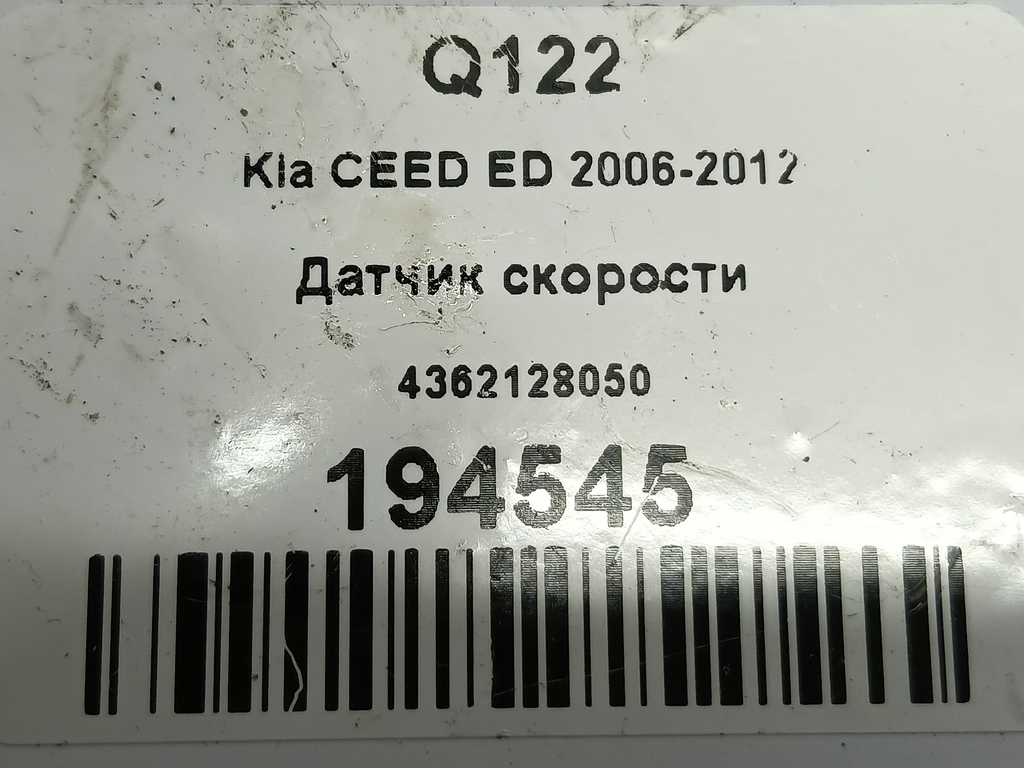 Q122
Kia CEED ED 2006-2012
Датчик скорости
4362128050
194545